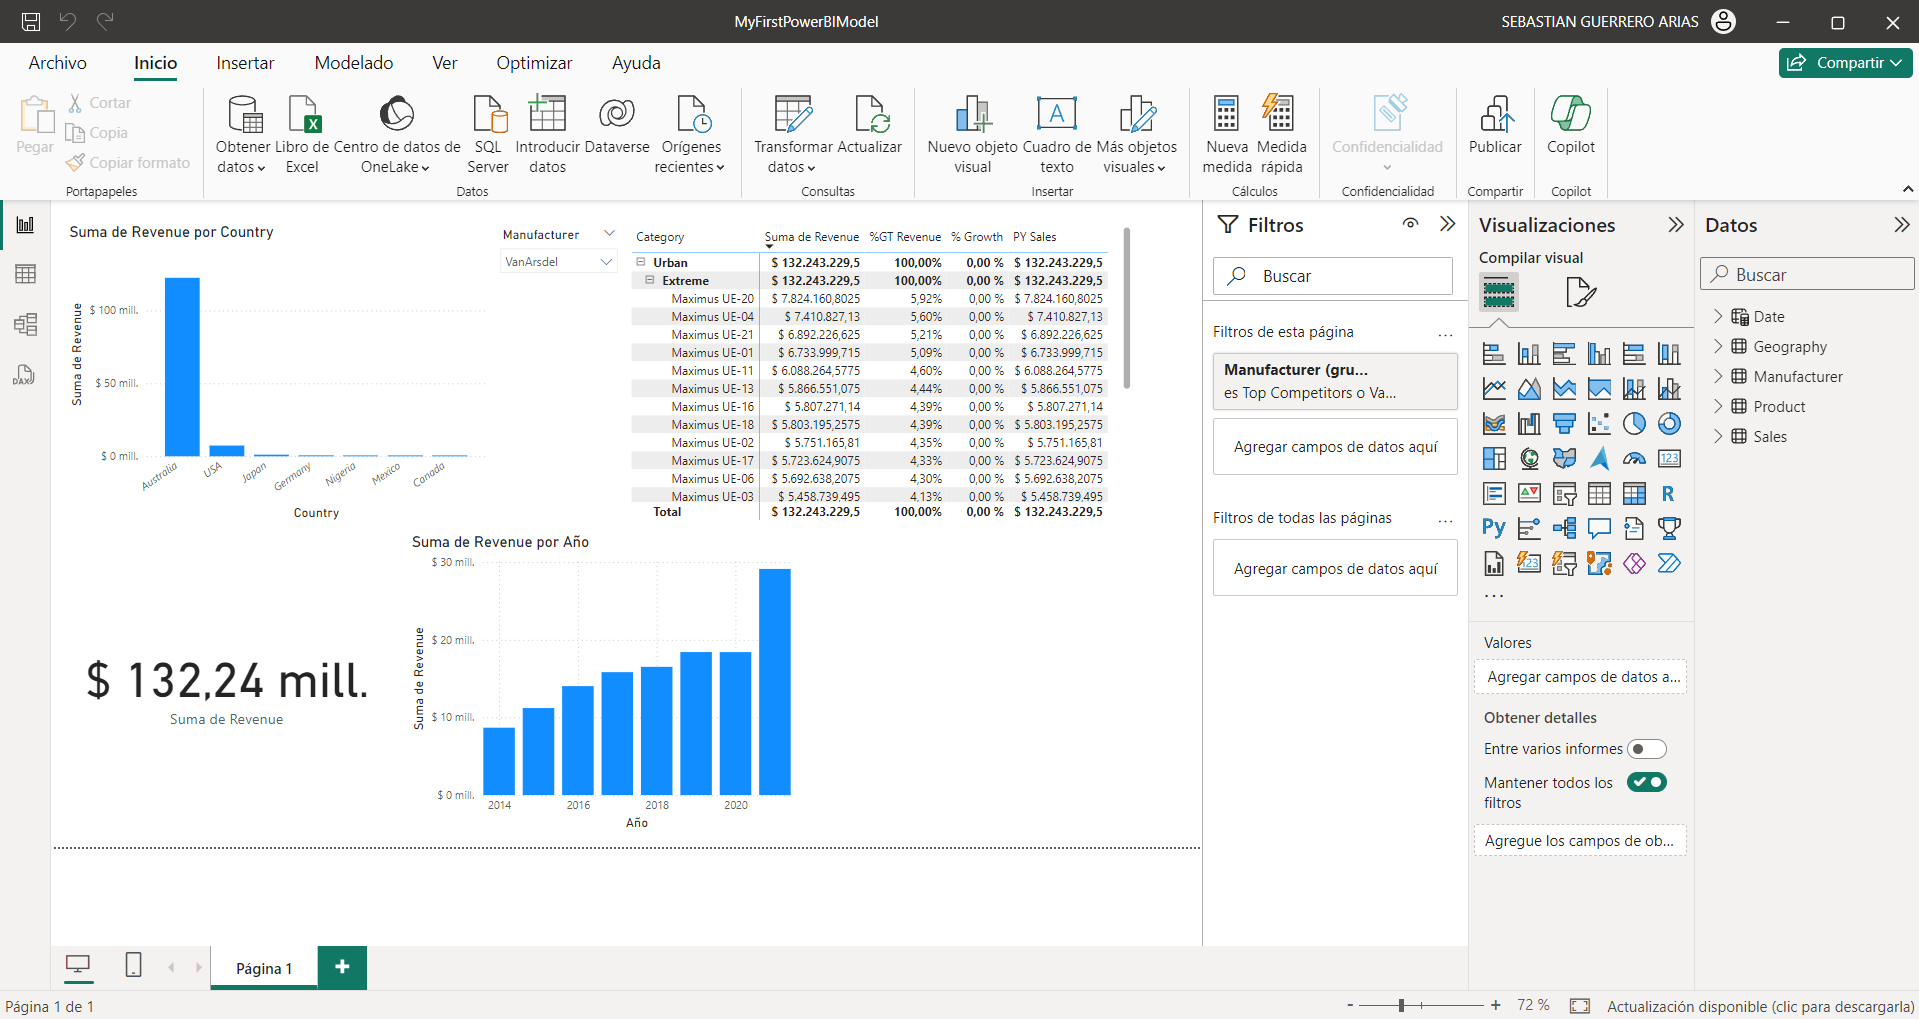 MyFirstPowerBIModel
SEBASTIAN GUERRERO ARIAS
Archivo Inicio Insertar Modelado Ver Optimizar Ayuda
Compartir
Pegar
Cortar
Copia
Copiar formato
Portapapeles
Obtener datos
Libro de Excel
Centro de datos de OneLake
SQL Server
Introducir datos
Dataverse
Orígenes recientes
Datos
Transformar datos
Actualizar
Consultas
Nuevo objeto visual
Cuadro de texto
Más objetos visuales
Insertar
Nueva medida
Medida rápida
Cálculos
Confidencialidad
Confidencialidad
Publicar
Compartir
Copilot
Copilot
Suma de Revenue por Country
Suma de Revenue
$ 100 mill.
$ 50 mill.
$ 0 mill.
Australia USA Japan Germany Nigeria Mexico Canada
Country
Manufacturer
VanArsdel
Category Suma de Revenue %GT Revenue % Growth PY Sales
Urban $ 132.243.229,5 100,00% 0,00 % $ 132.243.229,5
Extreme $ 132.243.229,5 100,00% 0,00 % $ 132.243.229,5
Maximus UE-20 $ 7.824.160,8025 5,92% 0,00 % $ 7.824.160,8025
Maximus UE-04 $ 7.410.827,13 5,60% 0,00 % $ 7.410.827,13
Maximus UE-21 $ 6.892.226,625 5,21% 0,00 % $ 6.892.226,625
Maximus UE-01 $ 6.733.999,715 5,09% 0,00 % $ 6.733.999,715
Maximus UE-11 $ 6.088.264,5775 4,60% 0,00 % $ 6.088.264,5775
Maximus UE-13 $ 5.866.551,075 4,44% 0,00 % $ 5.866.551,075
Maximus UE-16 $ 5.807.271,14 4,39% 0,00 % $ 5.807.271,14
Maximus UE-18 $ 5.803.195,2575 4,39% 0,00 % $ 5.803.195,2575
Maximus UE-02 $ 5.751.165,81 4,35% 0,00 % $ 5.751.165,81
Maximus UE-17 $ 5.723.624,9075 4,33% 0,00 % $ 5.723.624,9075
Maximus UE-06 $ 5.692.638,2075 4,30% 0,00 % $ 5.692.638,2075
Maximus UE-03 $ 5.458.739,495 4,13% 0,00 % $ 5.458.739,495
Total $ 132.243.229,5 100,00% 0,00 % $ 132.243.229,5
$ 132,24 mill.
Suma de Revenue
Suma de Revenue por Año
Suma de Revenue
$ 30 mill.
$ 20 mill.
$ 10 mill.
$ 0 mill.
2014 2016 2018 2020
Año
Filtros
Buscar
Filtros de esta página ...
Manufacturer (gru...
es Top Competitors o Va...
Agregar campos de datos aquí
Filtros de todas las páginas ...
Agregar campos de datos aquí
Visualizaciones
Compilar visual
123
R
Py
123
...
Valores
Agregar campos de datos a...
Obtener detalles
Entre varios informes
Mantener todos los
filtros
Agregue los campos de ob...
Datos
Buscar
Date
Geography
Manufacturer
Product
Sales
DAX
Página 1
+
Página 1 de 1
- + 72 %
Actualización disponible (clic para descargarla)